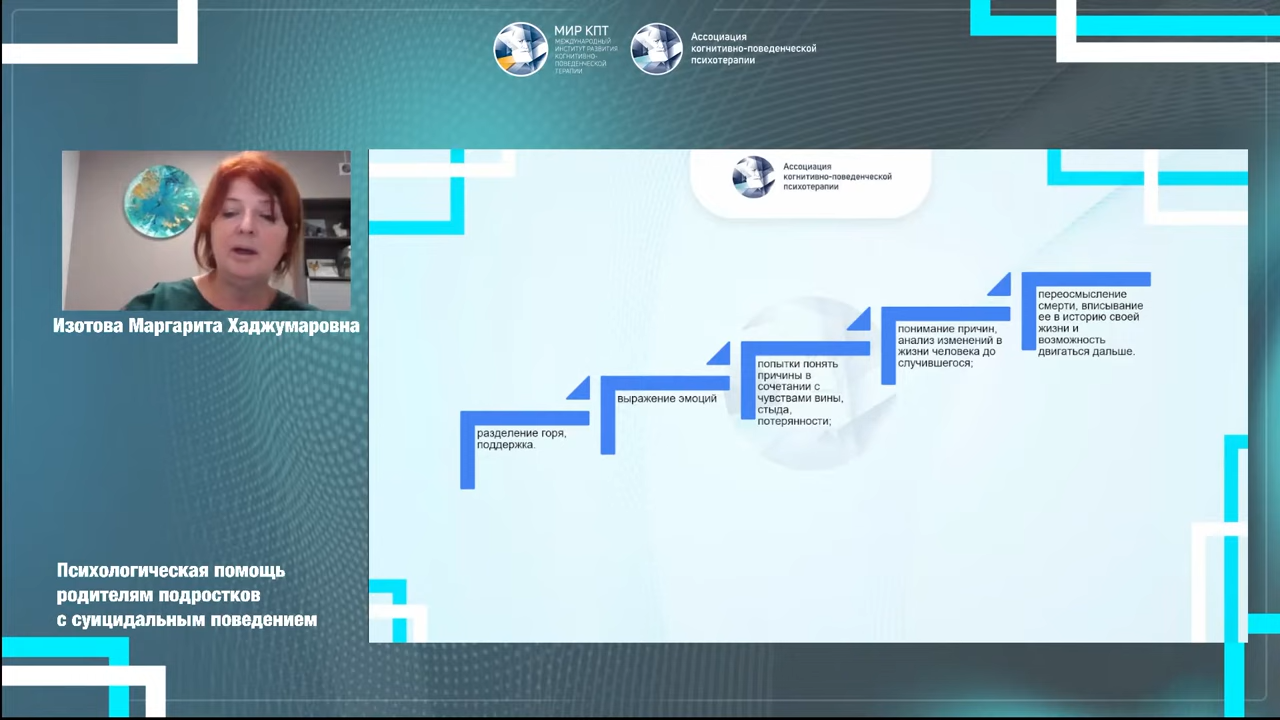 МИР КПТ
МЕЖДУНАРОДНЫЙ
ИНСТИТУТ РАЗВИТИЯ
КОГНИТИВНО-
ПОВЕДЕНЧЕСКОЙ
ТЕРАПИИ
Ассоциация
когнитивно-поведенческой
психотерапии
Ассоциация
когнитивно-поведенческой
психотерапии
Изотова Маргарита Хаджумаровна
разделение горя,
поддержка.
выражение эмоций
попытки понять
причины в
сочетании с
чувствами вины,
стыда,
потерянности;
понимание причин,
анализ изменений в
жизни человека до
случившегося;
переосмысление
смерти, вписывание
ее в историю своей
жизни и
возможность
двигаться дальше.
Психологическая помощь
родителям подростков
с суицидальным поведением